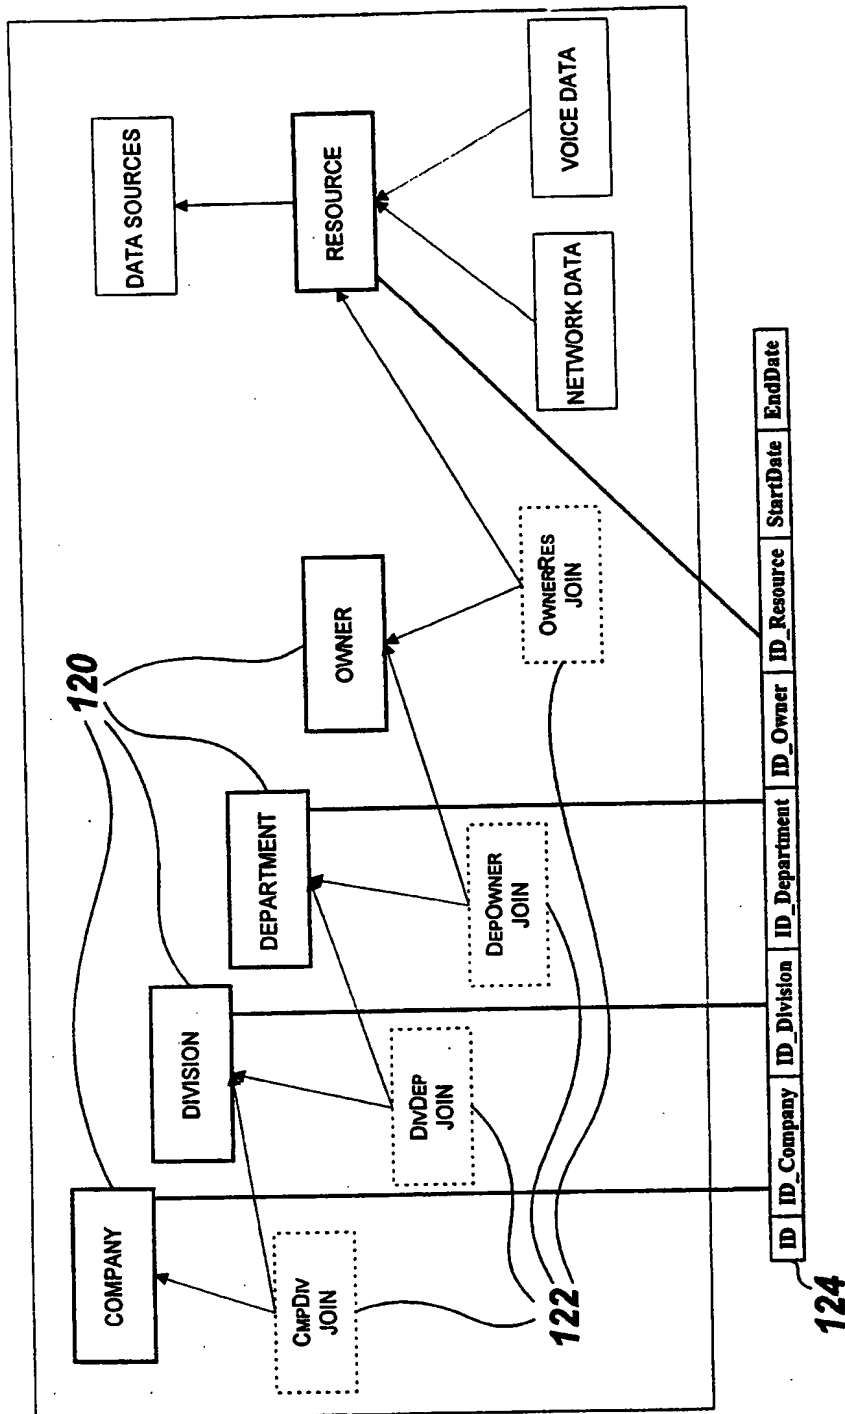 120
COMPANY
DIVISION
DEPARTMENT
OWNER
RESOURCE
DATA SOURCES
CMPDIV
JOIN
DIVDEP
JOIN
DEPOWNER
JOIN
OWNERRES
JOIN
NETWORK DATA
VOICE DATA
122
ID ID_Company ID_Division ID_Department ID_Owner ID_Resource StartDate EndDate
124